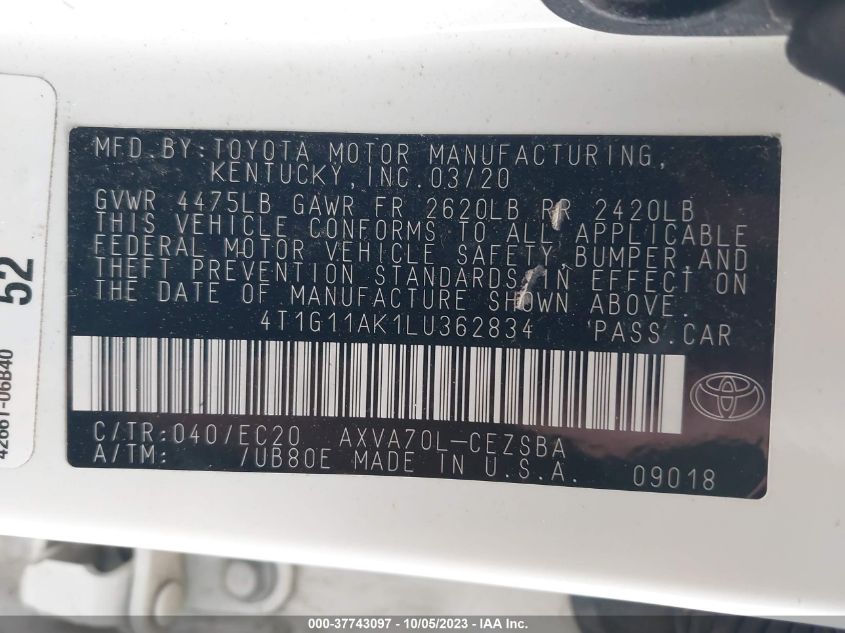 MFD.BY:TOYOTA MOTOR MANUFACTURING,
KENTUCKY,INC.03/20
GVWR 4475LB GAWR FR 2620LB RR 2420LB
THIS VEHICLE CONFORMS TO ALL APPLICABLE
FEDERAL MOTOR VEHICLE SAFETY,BUMPER,AND
THEFT PREVENTION STANDARDS IN EFFECT ON
THE DATE OF MANUFACTURE SHOWN ABOVE.
4T1G11AK1LU362834 PASS.CAR
C/TR:040/EC20 AXVA70L-CEZSBA
A/TM: /UB80E MADE IN U.S.A.
09018
52
42661-06B40
000-37743097 - 10/05/2023 - IAA Inc.